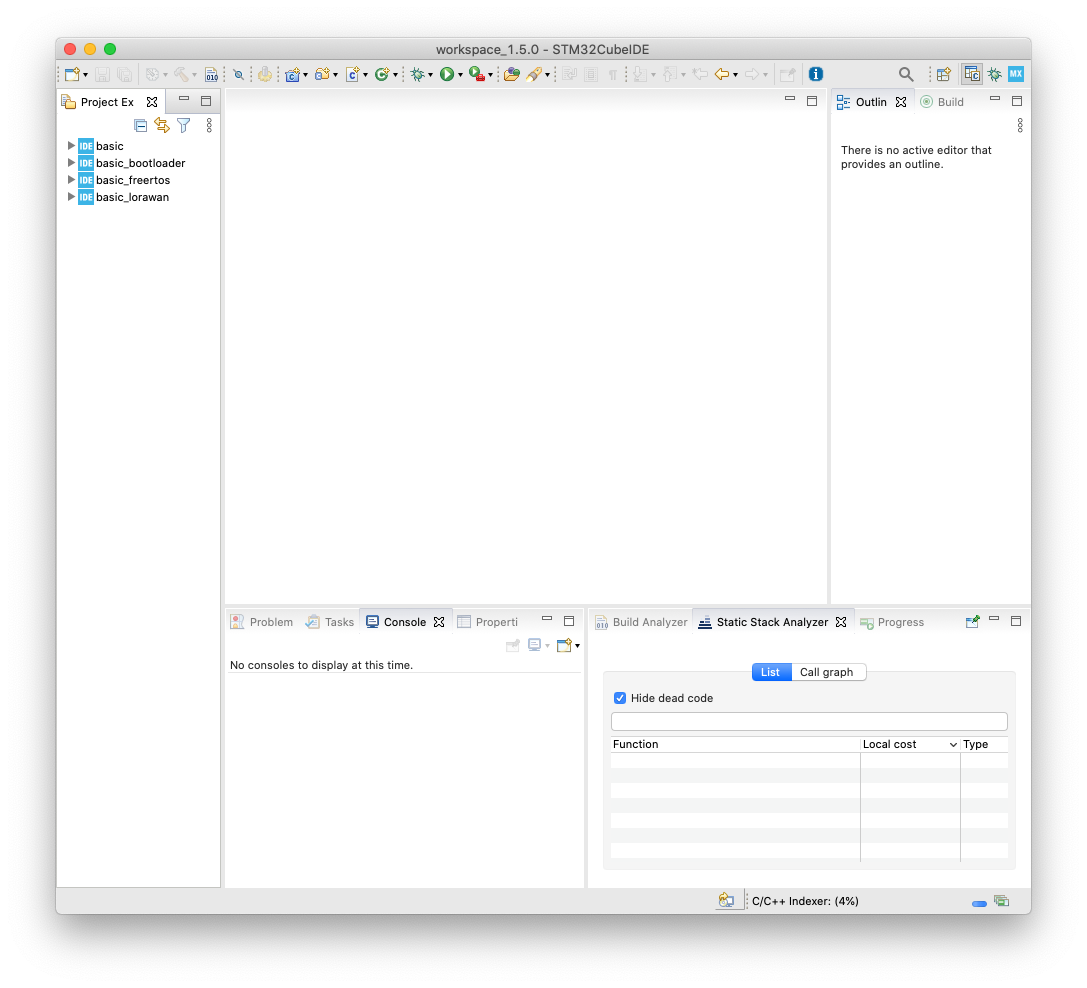 workspace_1.5.0 - STM32CubeIDE
010
MX
Project Ex
Outlin
Build
IDE basic
IDE basic_bootloader
IDE basic_freertos
IDE basic_lorawan
There is no active editor that
provides an outline.
Problem
Tasks
Console
Properti
No consoles to display at this time.
010
Build Analyzer
Static Stack Analyzer
Progress
List
Call graph
Hide dead code
Function
Local cost
Type
C/C++ Indexer: (4%)